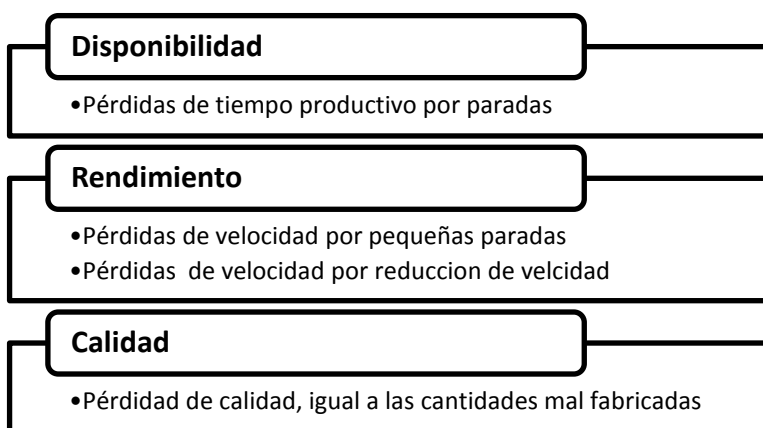 Disponibilidad
•Pérdidas de tiempo productivo por paradas
Rendimiento
•Pérdidas de velocidad por pequeñas paradas
•Pérdidas  de velocidad por reduccion de velcidad
Calidad
•Pérdidad de calidad, igual a las cantidades mal fabricadas